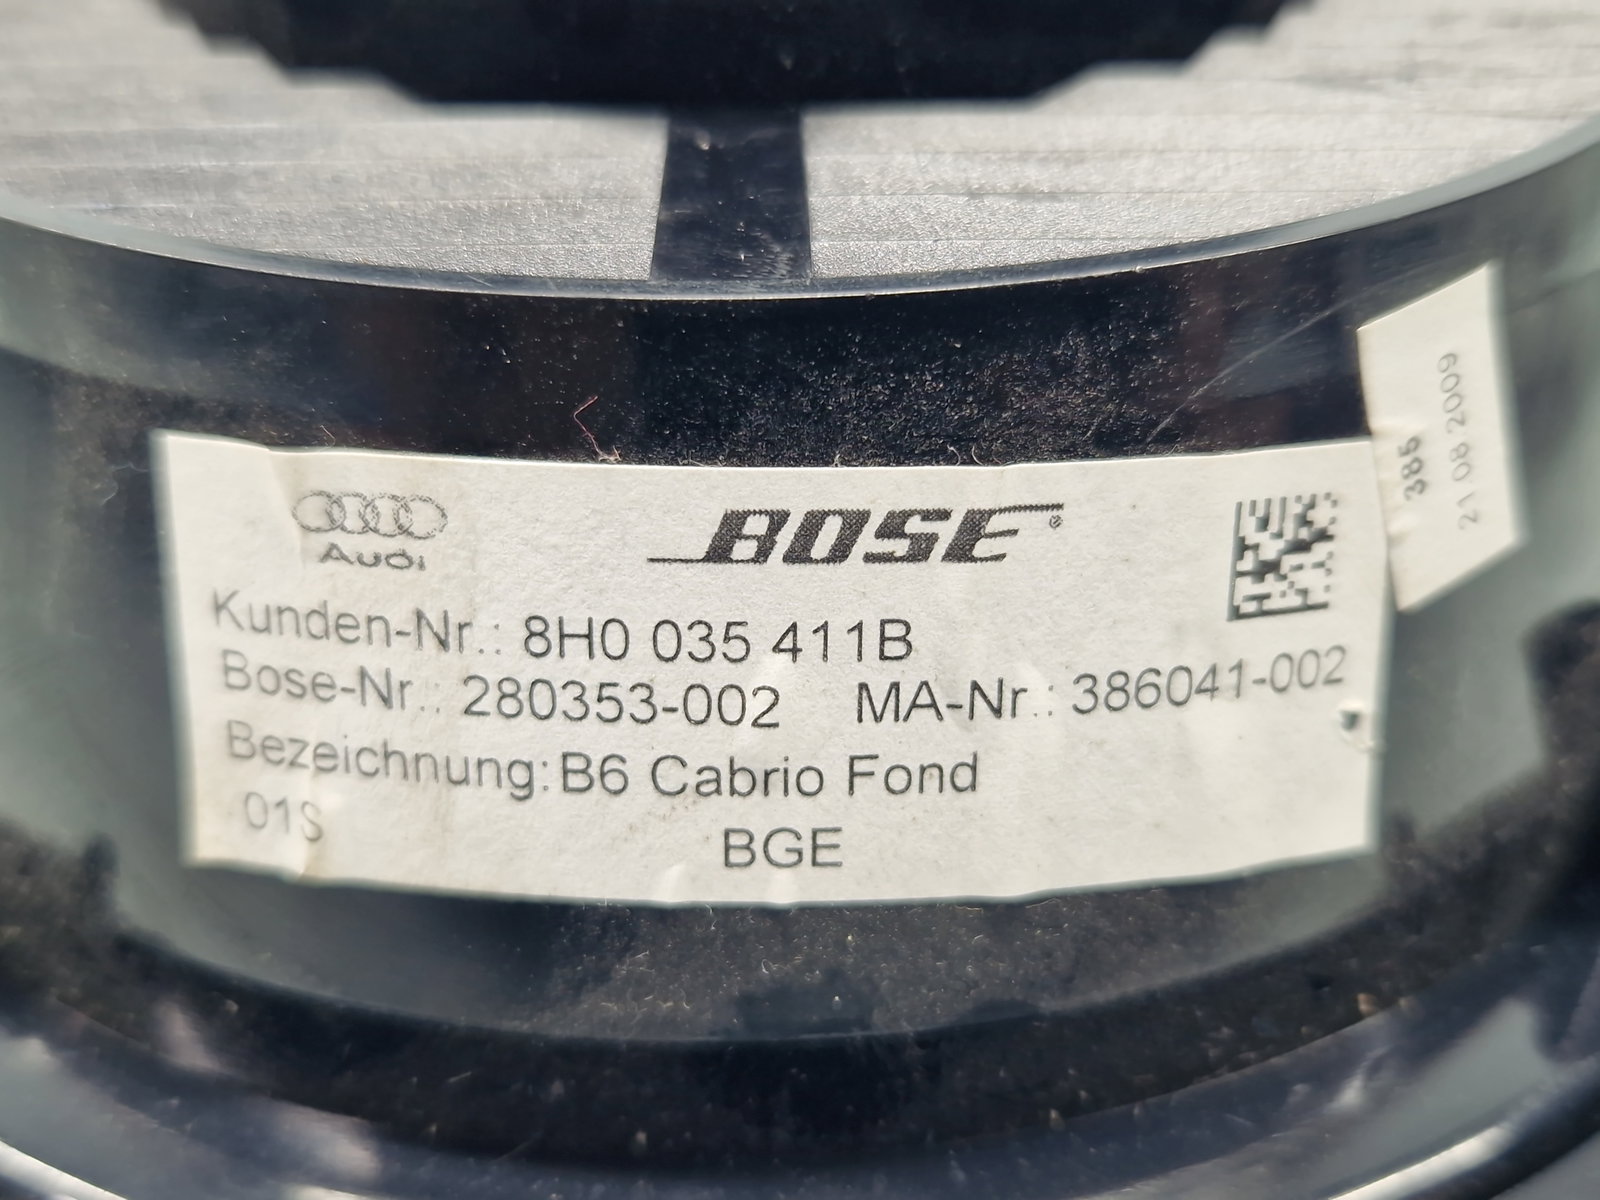 Audi
BOSE®
Kunden-Nr.: 8H0 035 411B
Bose-Nr.: 280353-002 MA-Nr.: 386041-002
Bezeichnung: B6 Cabrio Fond
01S
BGE
386
21 08 2009